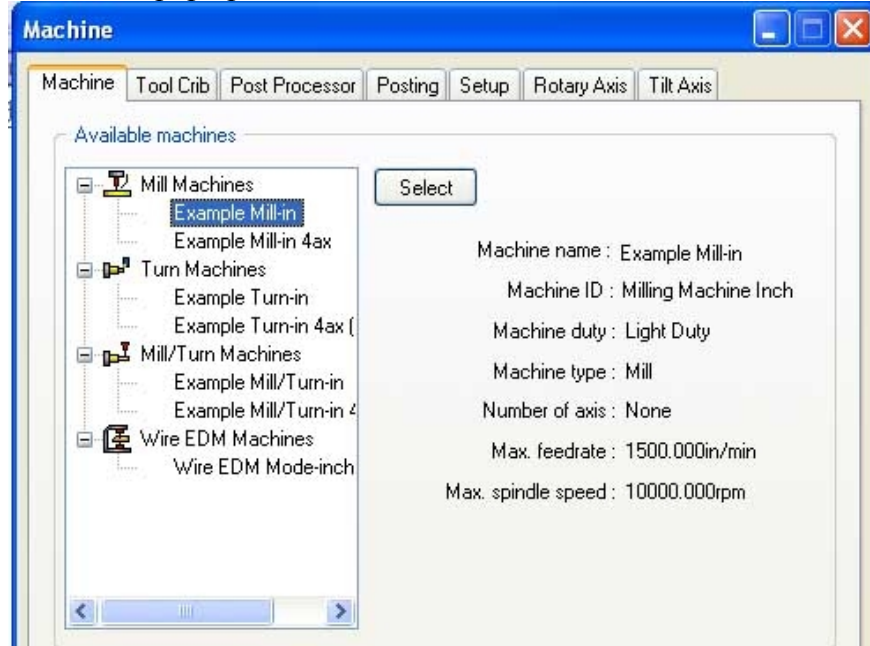 Machine
Machine Tool Crib Post Processor Posting Setup Rotary Axis Tilt Axis
Available machines
Mill Machines
Example Mill-in
Example Mill-in 4ax
Turn Machines
Example Turn-in
Example Turn-in 4ax (
Mill/Turn Machines
Example Mill/Turn-in
Example Mill/Turn-in 4
Wire EDM Machines
Wire EDM Mode-inch
Select
Machine name : Example Mill-in
Machine ID : Milling Machine Inch
Machine duty : Light Duty
Machine type : Mill
Number of axis : None
Max. feedrate : 1500.000in/min
Max. spindle speed : 10000.000rpm